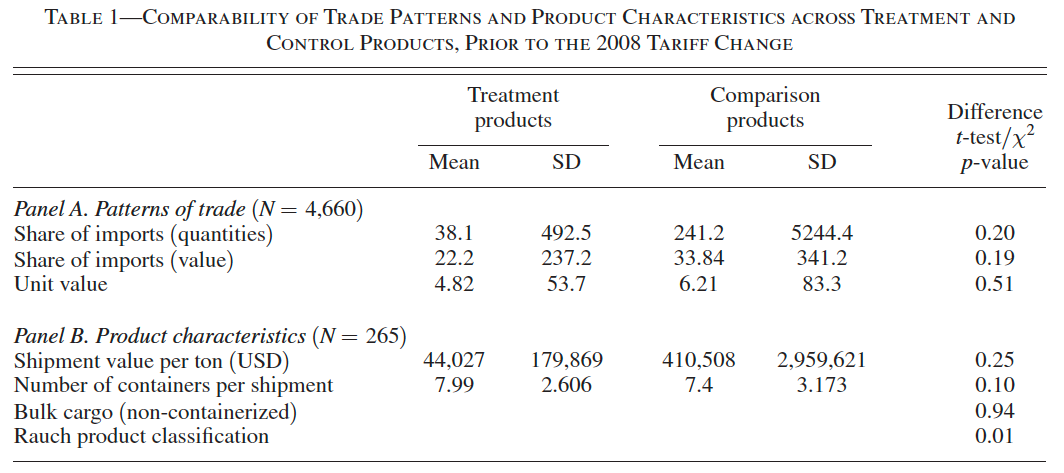 TABLE 1—COMPARABILITY OF TRADE PATTERNS AND PRODUCT CHARACTERISTICS ACROSS TREATMENT AND
CONTROL PRODUCTS, PRIOR TO THE 2008 TARIFF CHANGE
Treatment products Comparison products Difference t-test/χ² p-value
Mean SD Mean SD
Panel A. Patterns of trade (N = 4,660)
Share of imports (quantities) 38.1 492.5 241.2 5244.4 0.20
Share of imports (value) 22.2 237.2 33.84 341.2 0.19
Unit value 4.82 53.7 6.21 83.3 0.51
Panel B. Product characteristics (N = 265)
Shipment value per ton (USD) 44,027 179,869 410,508 2,959,621 0.25
Number of containers per shipment 7.99 2.606 7.4 3.173 0.10
Bulk cargo (non-containerized) 0.94
Rauch product classification 0.01